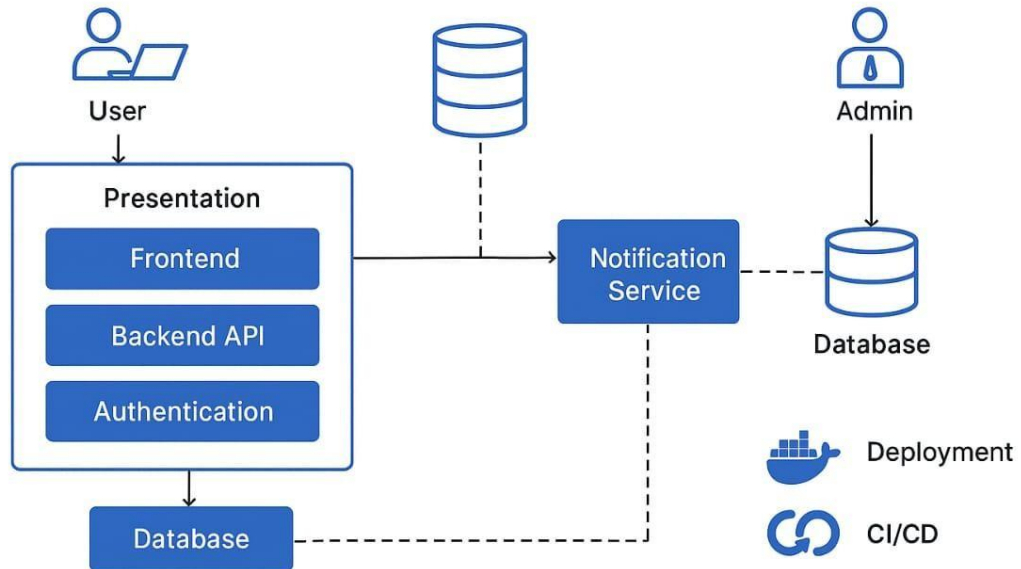 User
Admin
Presentation
Frontend
Backend API
Authentication
Notification
Service
Database
Deployment
CI/CD
Database